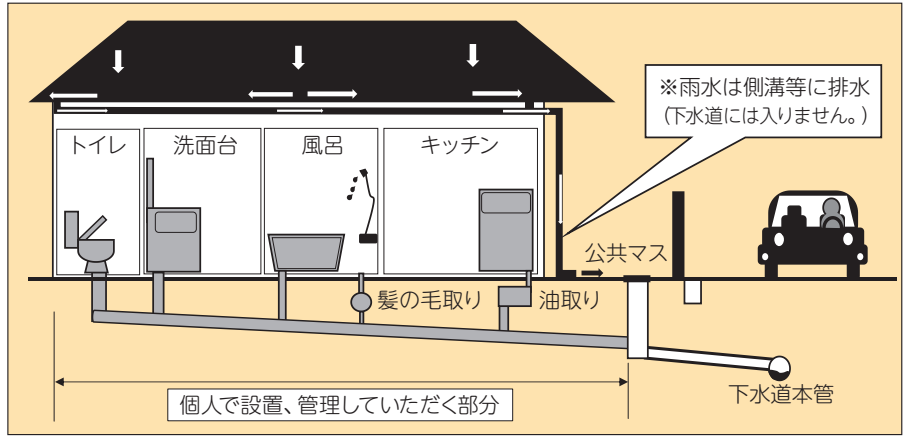 ※雨水は側溝等に排水
(下水道には入りません。)
トイレ
洗面台
風呂
キッチン
公共マス
髪の毛取り
油取り
下水道本管
個人で設置、管理していただく部分